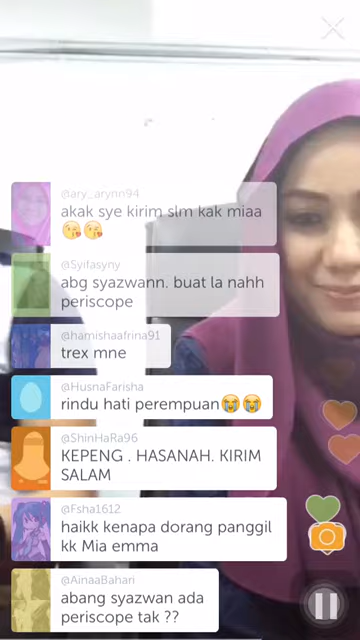 @ary_arynn94
akak sye kirim slm kak miaa
😘😘
@Syifasyny
abg syazwann. buat la nahh
periscope
@hamishaafrina91
trex mne
@HusnaFarisha
rindu hati perempuan😭😭
@ShinHaRa96
KEPENG . HASANAH. KIRIM
SALAM
@Fsha1612
haikk kenapa dorang panggil
kk Mia emma
@AinaaBahari
abang syazwan ada
periscope tak ??